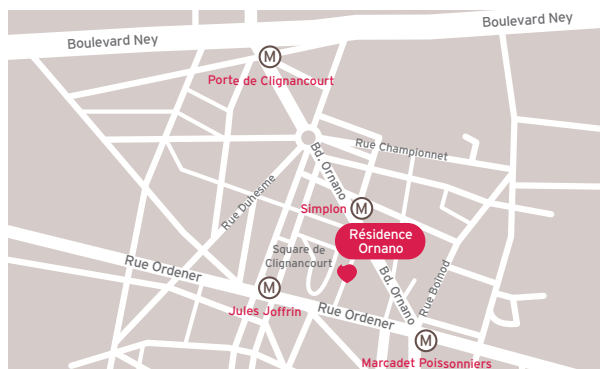 Boulevard Ney
Boulevard Ney
M
Porte de Clignancourt
Bd. Ornano
Rue Championnet
Rue Duhesme
Simplon
M
Résidence
Ornano
Square de
Clignancourt
Rue Ordener
Bd. Ornano
Rue Boinod
M
Jules Joffrin
Rue Ordener
M
Marcadet Poissonniers